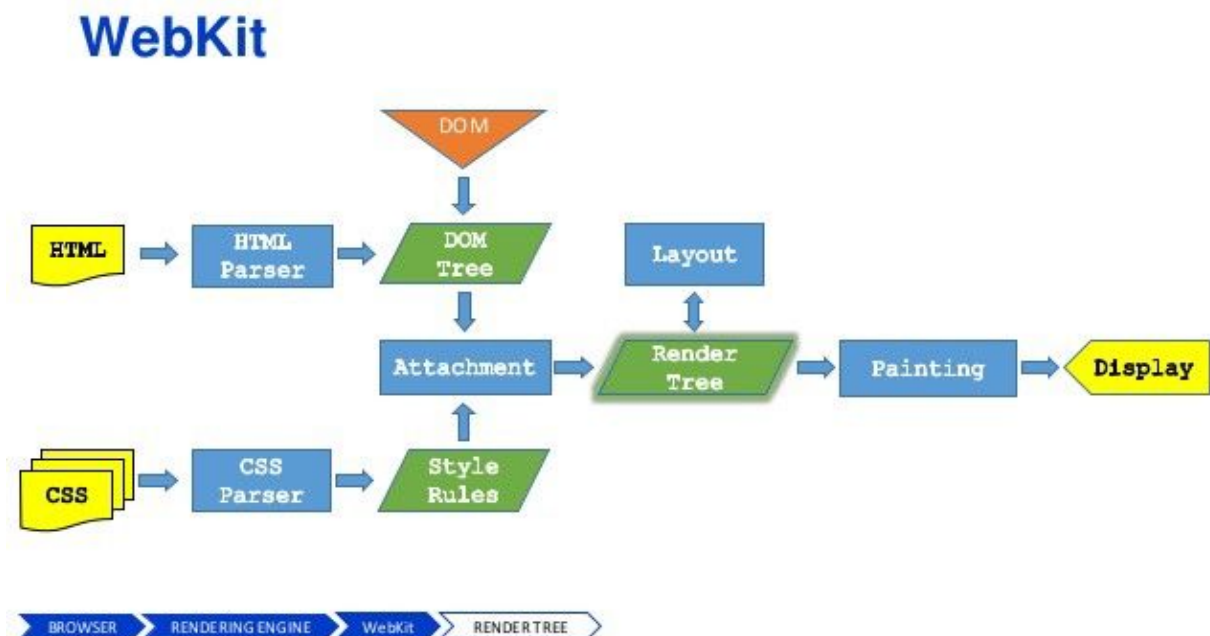 WebKit
DOM
HTML
HTML
Parser
DOM
Tree
Layout
Attachment
Render
Tree
Painting
Display
CSS
CSS
Parser
Style
Rules
BROWSER
RENDERING ENGINE
WebKit
RENDER TREE